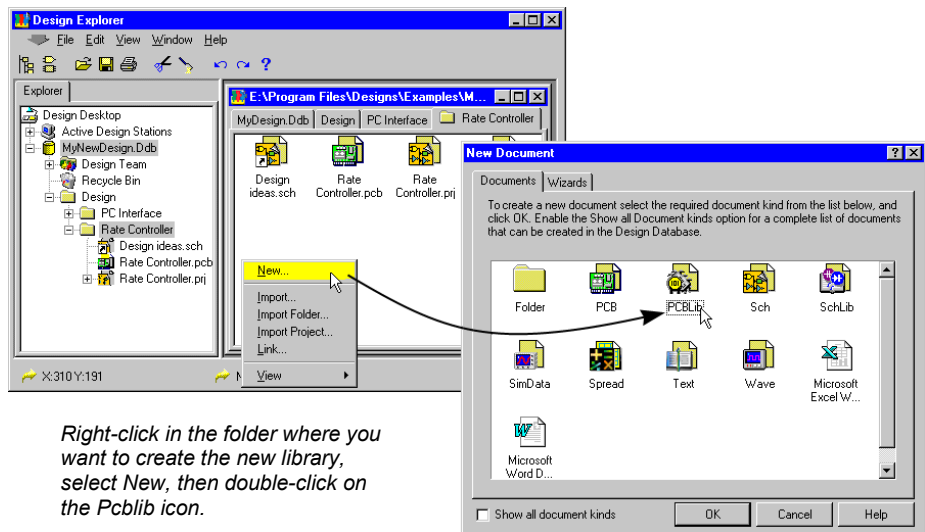 Design Explorer
File Edit View Window Help
Explorer
Design Desktop
Active Design Stations
MyNewDesign.Ddb
Design Team
Recycle Bin
Design
PC Interface
Rate Controller
Design ideas.sch
Rate Controller.pcb
Rate Controller.prj
X:310 Y:191
E:\Program Files\Designs\Examples\M...
MyDesign.Ddb Design PC Interface Rate Controller
Design ideas.sch
Rate Controller.pcb
Rate Controller.prj
New...
Import...
Import Folder...
Import Project...
Link...
View
New Document
Documents Wizards
To create a new document select the required document kind from the list below, and
click OK. Enable the Show all Document kinds option for a complete list of documents
that can be created in the Design Database.
Folder PCB PCBLib Sch SchLib
SimData Spread Text Wave Microsoft Excel W...
Microsoft Word D...
Show all document kinds OK Cancel Help
Right-click in the folder where you
want to create the new library,
select New, then double-click on
the Pcblib icon.